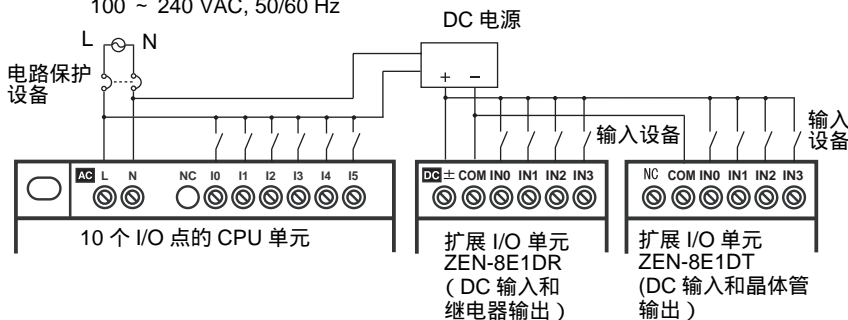 100 ~ 240 VAC, 50/60 Hz
DC 电源
L N
电路保护
设备
+ −
输入设备
输入
设备
AC L N NC I0 I1 I2 I3 I4 I5
DC ± COM IN0 IN1 IN2 IN3
NC COM IN0 IN1 IN2 IN3
10 个 I/O 点的 CPU 单元
扩展 I/O 单元
ZEN-8E1DR
（DC 输入和
继电器输出）
扩展 I/O 单元
ZEN-8E1DT
(DC 输入和晶体管
输出）